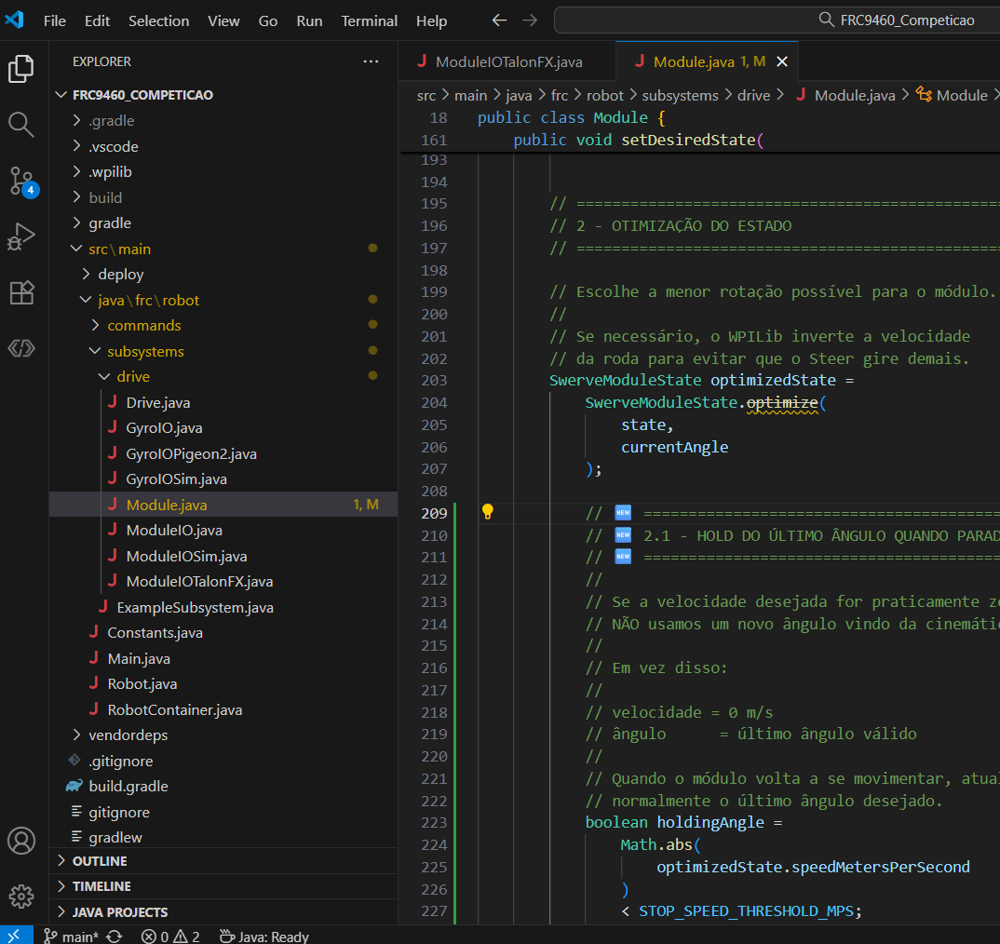 File Edit Selection View Go Run Terminal Help
FRC9460_Competicao
EXPLORER
FRC9460_COMPETICAO
.gradle
.vscode
.wpilib
build
gradle
src\main
deploy
java\frc\robot
commands
subsystems
drive
Drive.java
GyroIO.java
GyroIOPigeon2.java
GyroIOSim.java
Module.java 1, M
ModuleIO.java
ModuleIOSim.java
ModuleIOTalonFX.java
ExampleSubsystem.java
Constants.java
Main.java
Robot.java
RobotContainer.java
vendordeps
.gitignore
build.gradle
gitignore
gradlew
OUTLINE
TIMELINE
JAVA PROJECTS
4
ModuleIOTalonFX.java
Module.java 1, M
src > main > java > frc > robot > subsystems > drive > Module.java > Module >
18 public class Module {
161 public void setDesiredState(
193
194
195 // ===============================================
196 // 2 - OTIMIZAÇÃO DO ESTADO
197 // ===============================================
198
199 // Escolhe a menor rotação possível para o módulo.
200 //
201 // Se necessário, o WPILib inverte a velocidade
202 // da roda para evitar que o Steer gire demais.
203 SwerveModuleState optimizedState =
204 SwerveModuleState.optimize(
205 state,
206 currentAngle
207 );
208
209 // 🆕 ========================================
210 // 🆕 2.1 - HOLD DO ÚLTIMO ÂNGULO QUANDO PARAD
211 // 🆕 ========================================
212 //
213 // Se a velocidade desejada for praticamente ze
214 // NÃO usamos um novo ângulo vindo da cinemátic
215 //
216 // Em vez disso:
217 //
218 // velocidade = 0 m/s
219 // ângulo      = último ângulo válido
220 //
221 // Quando o módulo volta a se movimentar, atual
222 // normalmente o último ângulo desejado.
223 boolean holdingAngle =
224 Math.abs(
225 optimizedState.speedMetersPerSecond
226 )
227 < STOP_SPEED_THRESHOLD_MPS;
main* 0 2 Java: Ready